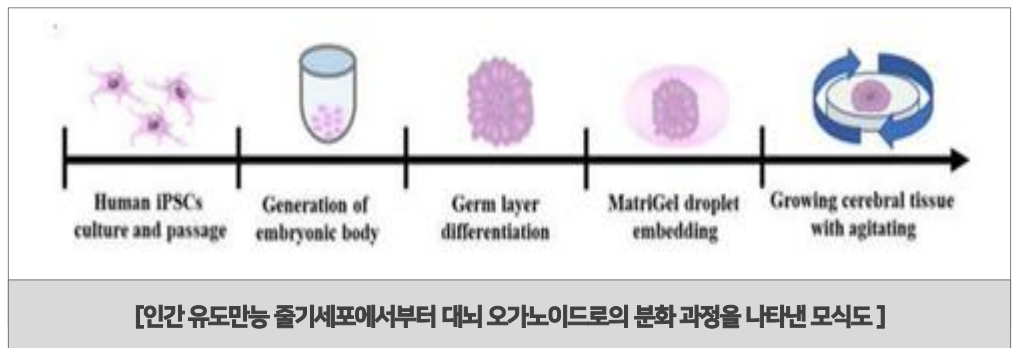 Human iPSCs
culture and passage
Generation of
embryonic body
Germ layer
differentiation
MatriGel droplet
embedding
Growing cerebral tissue
with agitating
[인간 유도만능 줄기세포에서부터 대뇌 오가노이드로의 분화 과정을 나타낸 모식도 ]